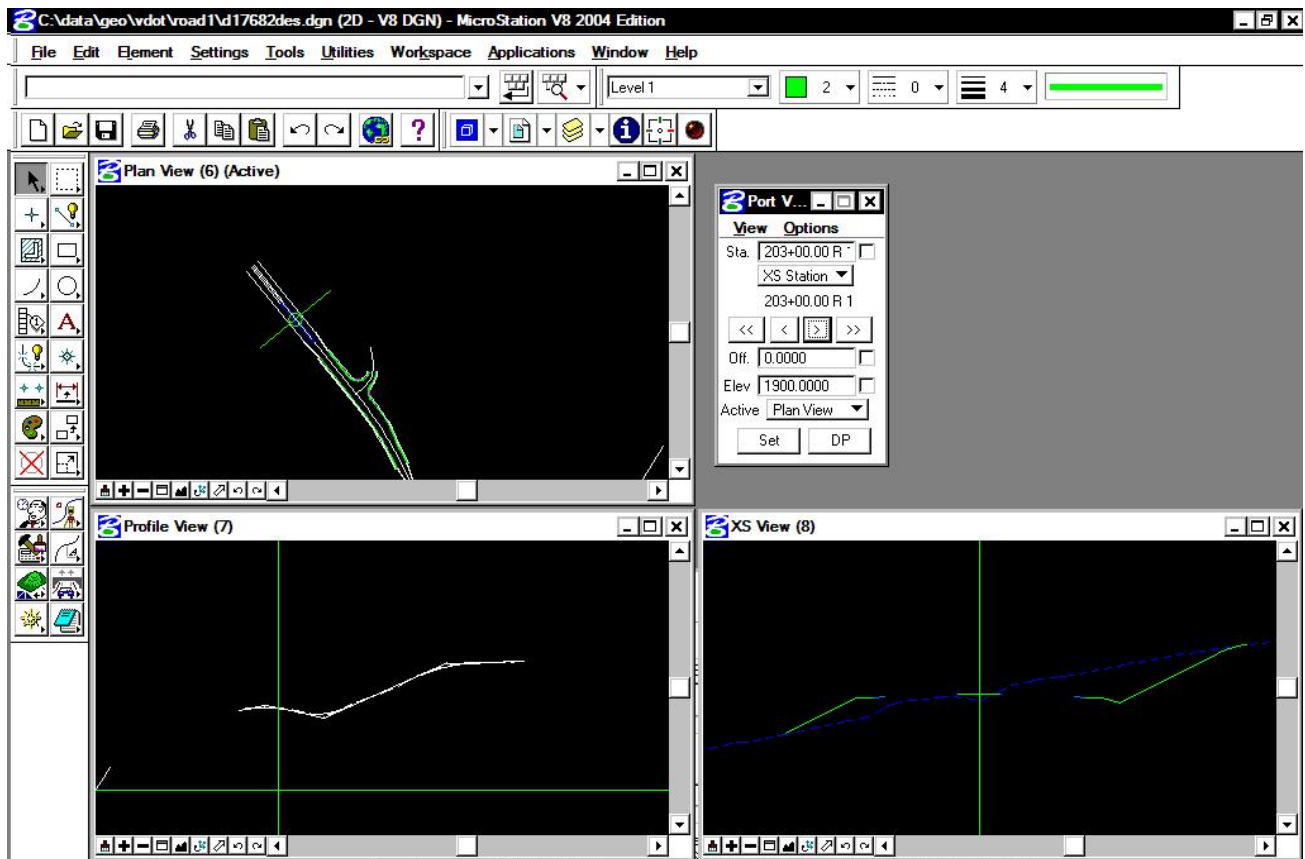 C:\data\geo\vdot\road1\d17682des.dgn (2D - V8 DGN) - MicroStation V8 2004 Edition
File Edit Element Settings Tools Utilities Workspace Applications Window Help
Level 1 2 0 4
Plan View (6) (Active)
Port V...
View Options
Sta. 203+00.00 R
XS Station
203+00.00 R 1
<< < > >>
Off. 0.0000
Elev 1900.0000
Active Plan View
Set DP
Profile View (7)
XS View (8)